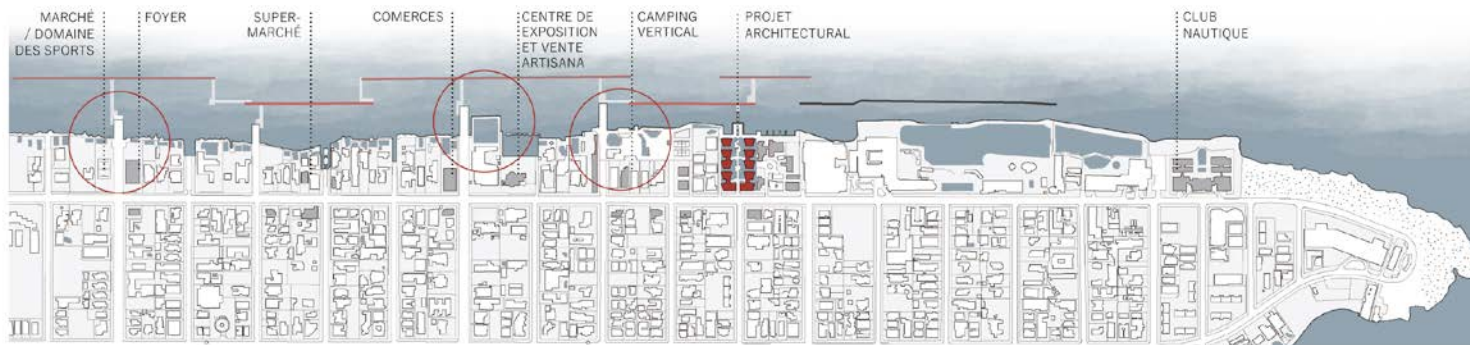 MARCHÉ
/ DOMAINE
DES SPORTS
FOYER
SUPER-
MARCHÉ
COMERCES
CENTRE DE
EXPOSITION
ET VENTE
ARTISANA
CAMPING
VERTICAL
PROJET
ARCHITECTURAL
CLUB
NAUTIQUE